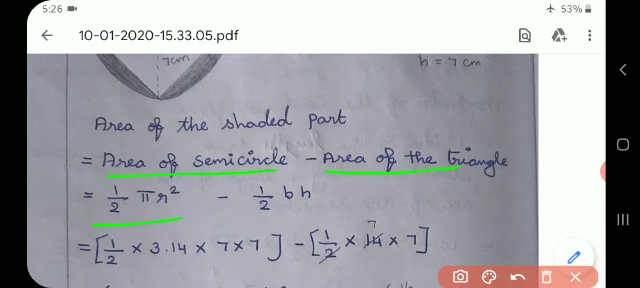 5:26 53%
10-01-2020-15.33.05.pdf
7cm
h = 7 cm
Area of the shaded part
= Area of semicircle - Area of the triangle
= 1/2 πr² - 1/2 bh
= [1/2 × 3.14 × 7×7] - [1/2 × 14 × 7]
7